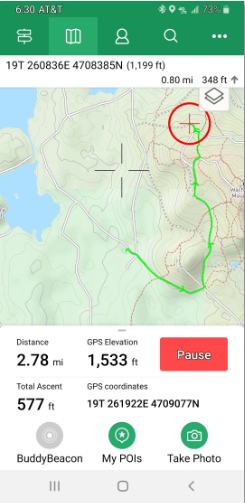 6:30 AT&T 73%
19T 260836E 4708385N (1,199 ft)
0.80 mi 348 ft ↑
Distance GPS Elevation
2.78 mi 1,533 ft Pause
Total Ascent GPS coordinates
577 ft 19T 261922E 4709077N
BuddyBeacon My POIs Take Photo